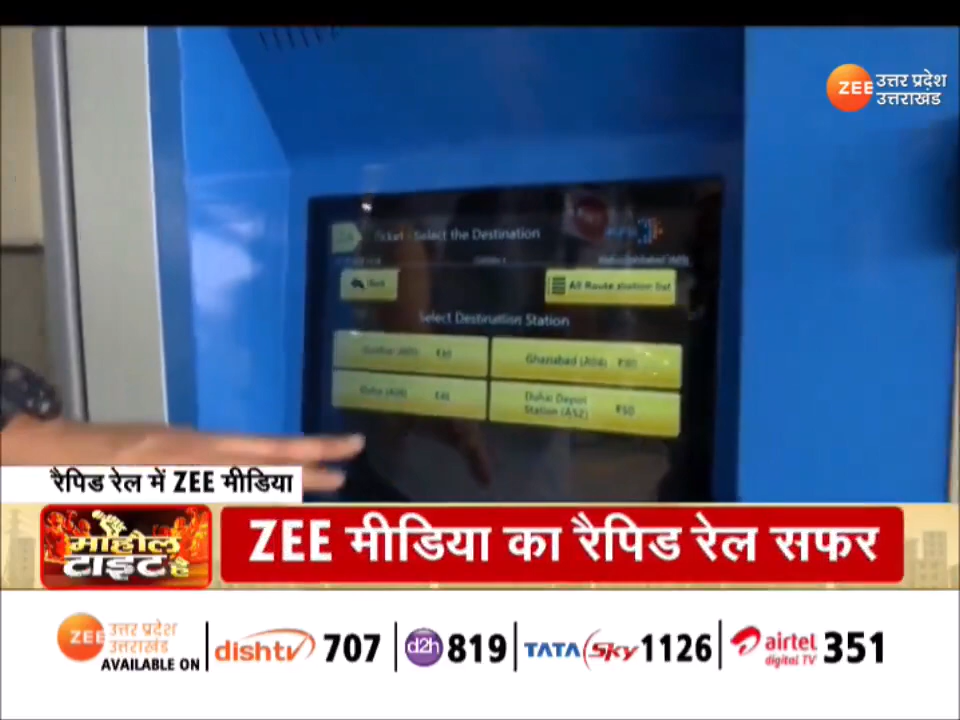 ZEE उत्तर प्रदेश
उत्तराखंड
Ticket - Select the Destination
All Route station list
Select Destination Station
Ghaziabad (A04)
Duhai Depot
Station (A52) ₹50
रैपिड रेल में ZEE मीडिया
माहौल
टाइट है
ZEE मीडिया का रैपिड रेल सफर
ZEE उत्तर प्रदेश
उत्तराखंड
AVAILABLE ON
dishtv 707
d2h 819
TATA Sky 1126
airtel
digital TV 351